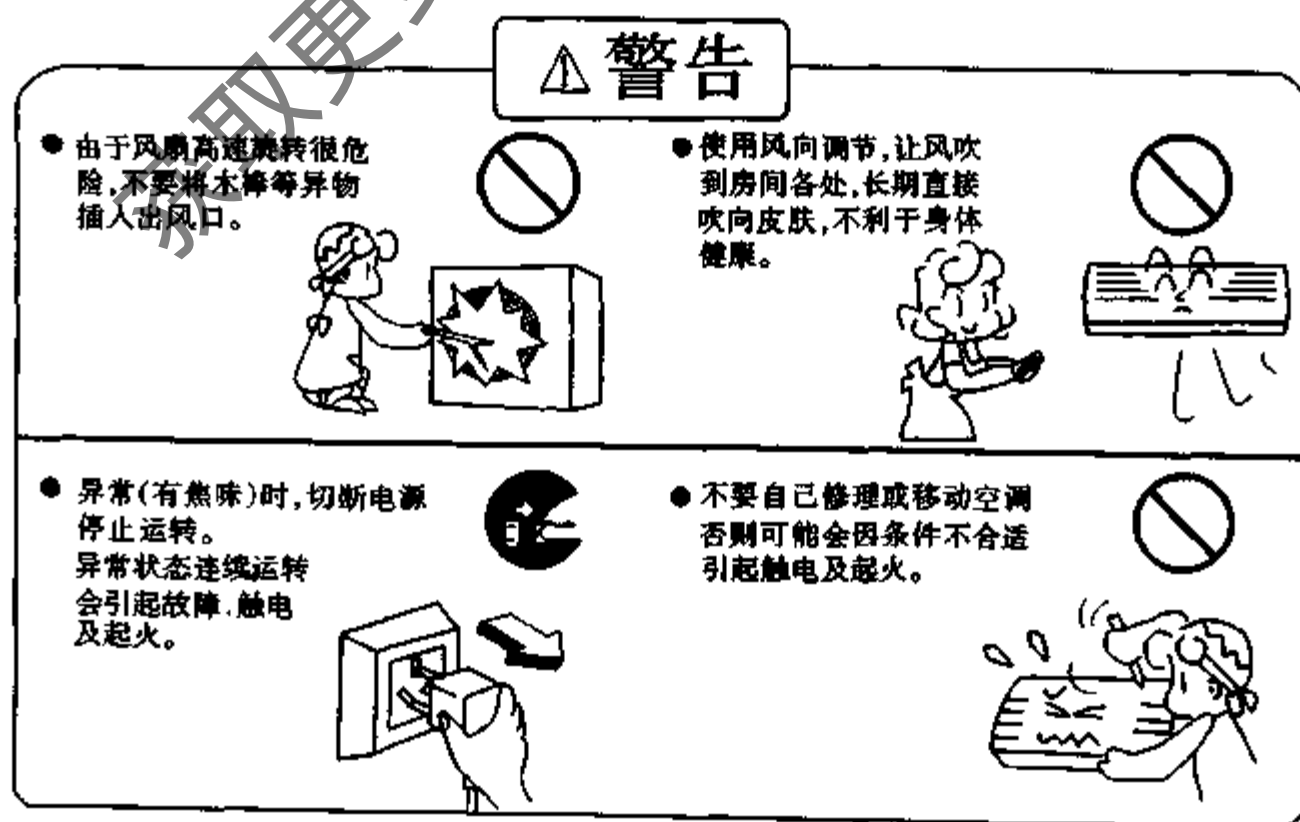 获取更
警告
● 由于风扇高速旋转很危
险,不要将木棒等异物
插入出风口。
● 使用风向调节,让风吹
到房间各处,长期直接
吹向皮肤,不利于身体
健康。
● 异常(有焦味)时,切断电源
停止运转。
异常状态连续运转
会引起故障.触电
及起火。
● 不要自己修理或移动空调
否则可能会因条件不合适
引起触电及起火。